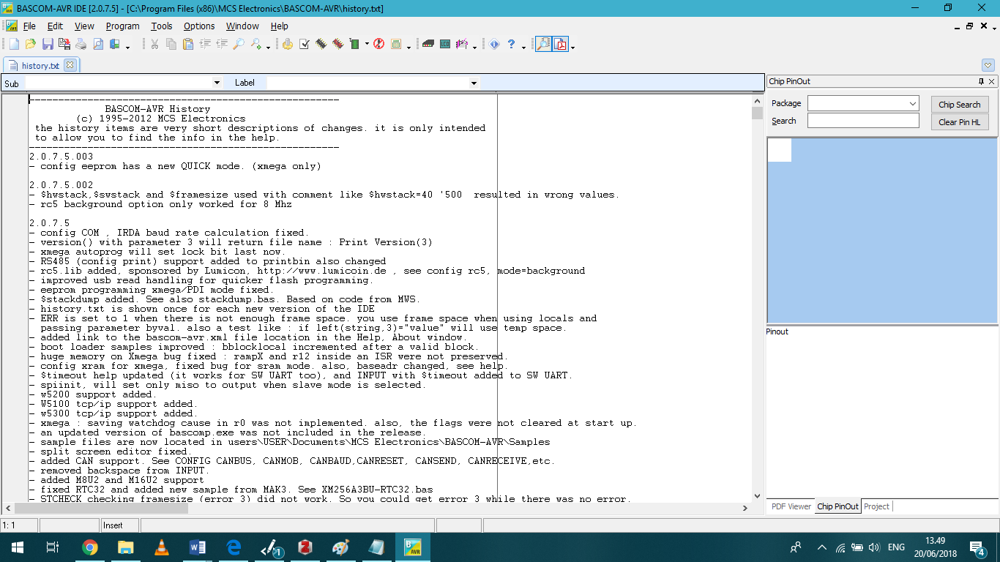 BASCOM-AVR IDE [2.0.7.5] - [C:\Program Files (x86)\MCS Electronics\BASCOM-AVR\history.txt]
File Edit View Program Tools Options Window Help
history.txt
Sub Label
Chip PinOut
Package
Chip Search
Search
Clear Pin HL
-----------------------------------------------------
BASCOM-AVR History
(c) 1995-2012 MCS Electronics
the history items are very short descriptions of changes. it is only intended
to allow you to find the info in the help.
-----------------------------------------------------
2.0.7.5.003
- config eeprom has a new QUICK mode. (xmega only)
2.0.7.5.002
- $hwstack,$swstack and $framesize used with comment like $hwstack=40 '500  resulted in wrong values.
- rc5 background option only worked for 8 Mhz
2.0.7.5
- config COM , IRDA baud rate calculation fixed.
- version() with parameter 3 will return file name : Print Version(3)
- xmega autoprog will set lock bit last now.
- RS485 (config print) support added to printbin also changed
- rc5.lib added, sponsored by Lumicon, http://www.lumicoin.de , see config rc5, mode=background
- improved usb read handling for quicker flash programming.
- eeprom programming xmega/PDI mode fixed.
- $stackdump added. See also stackdump.bas. Based on code from MWS.
- history.txt is shown once for each new version of the IDE
- ERR is set to 1 when there is not enough frame space. you use frame space when using locals and
passing parameter byval. also a test like : if left(string,3)="value" will use temp space.
- added link to the bascom-avr.xml file location in the Help, About window.
- boot loader samples improved : bblocklocal incremented after a valid block.
- huge memory on Xmega bug fixed : rampX and r12 inside an ISR were not preserved.
- config xram for xmega, fixed bug for sram mode. also, baseadr changed, see help.
- $timeout help updated (it works for SW UART too), and INPUT with $timeout added to SW UART.
- spiinit, will set only miso to output when slave mode is selected.
- w5200 support added.
- W5100 tcp/ip support added.
- w5300 tcp/ip support added.
- xmega : saving watchdog cause in r0 was not implemented. also, the flags were not cleared at start up.
- an updated version of bascomp.exe was not included in the release.
- sample files are now located in users\USER\Documents\MCS Electronics\BASCOM-AVR\Samples
- split screen editor fixed.
- added CAN support. See CONFIG CANBUS, CANMOB, CANBAUD,CANRESET, CANSEND, CANRECEIVE,etc.
- removed backspace from INPUT.
- added M8U2 and M16U2 support
- fixed RTC32 and added new sample from MAK3. See XM256A3BU-RTC32.bas
- STCHECK checking framesize (error 3) did not work. So you could get error 3 while there was no error.
Pinout
PDF Viewer Chip PinOut Project
1: 1 Insert
ENG
13.49
20/06/2018
4